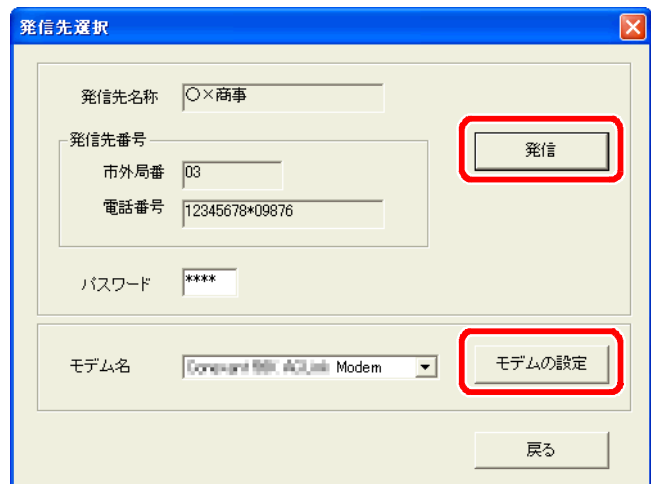 発信先選択
発信先名称 〇×商事
発信
発信先番号
市外局番 03
電話番号 12345678*09876
パスワード ****
モデム名 Modem
モデムの設定
戻る